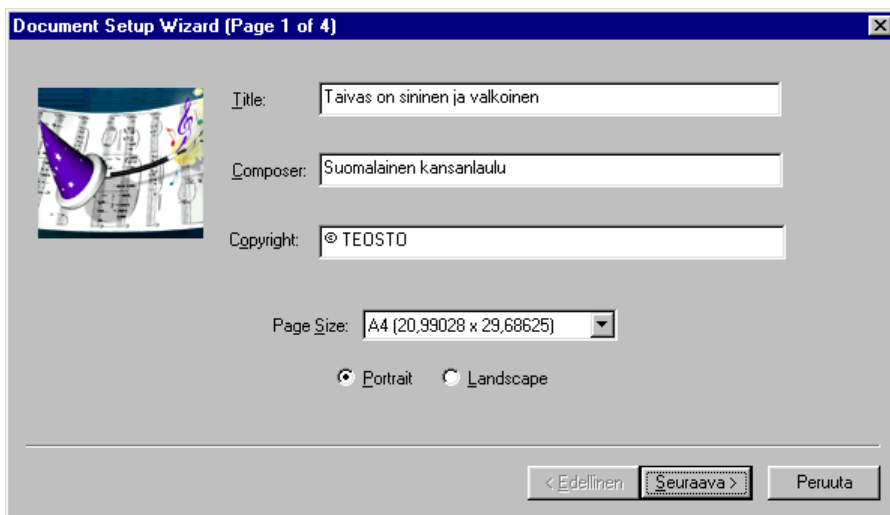 Document Setup Wizard (Page 1 of 4)
Title: Taivas on sininen ja valkoinen
Composer: Suomalainen kansanlaulu
Copyright: © TEOSTO
Page Size: A4 (20,99028 x 29,68625)
Portrait Landscape
< Edellinen Seuraava > Peruuta